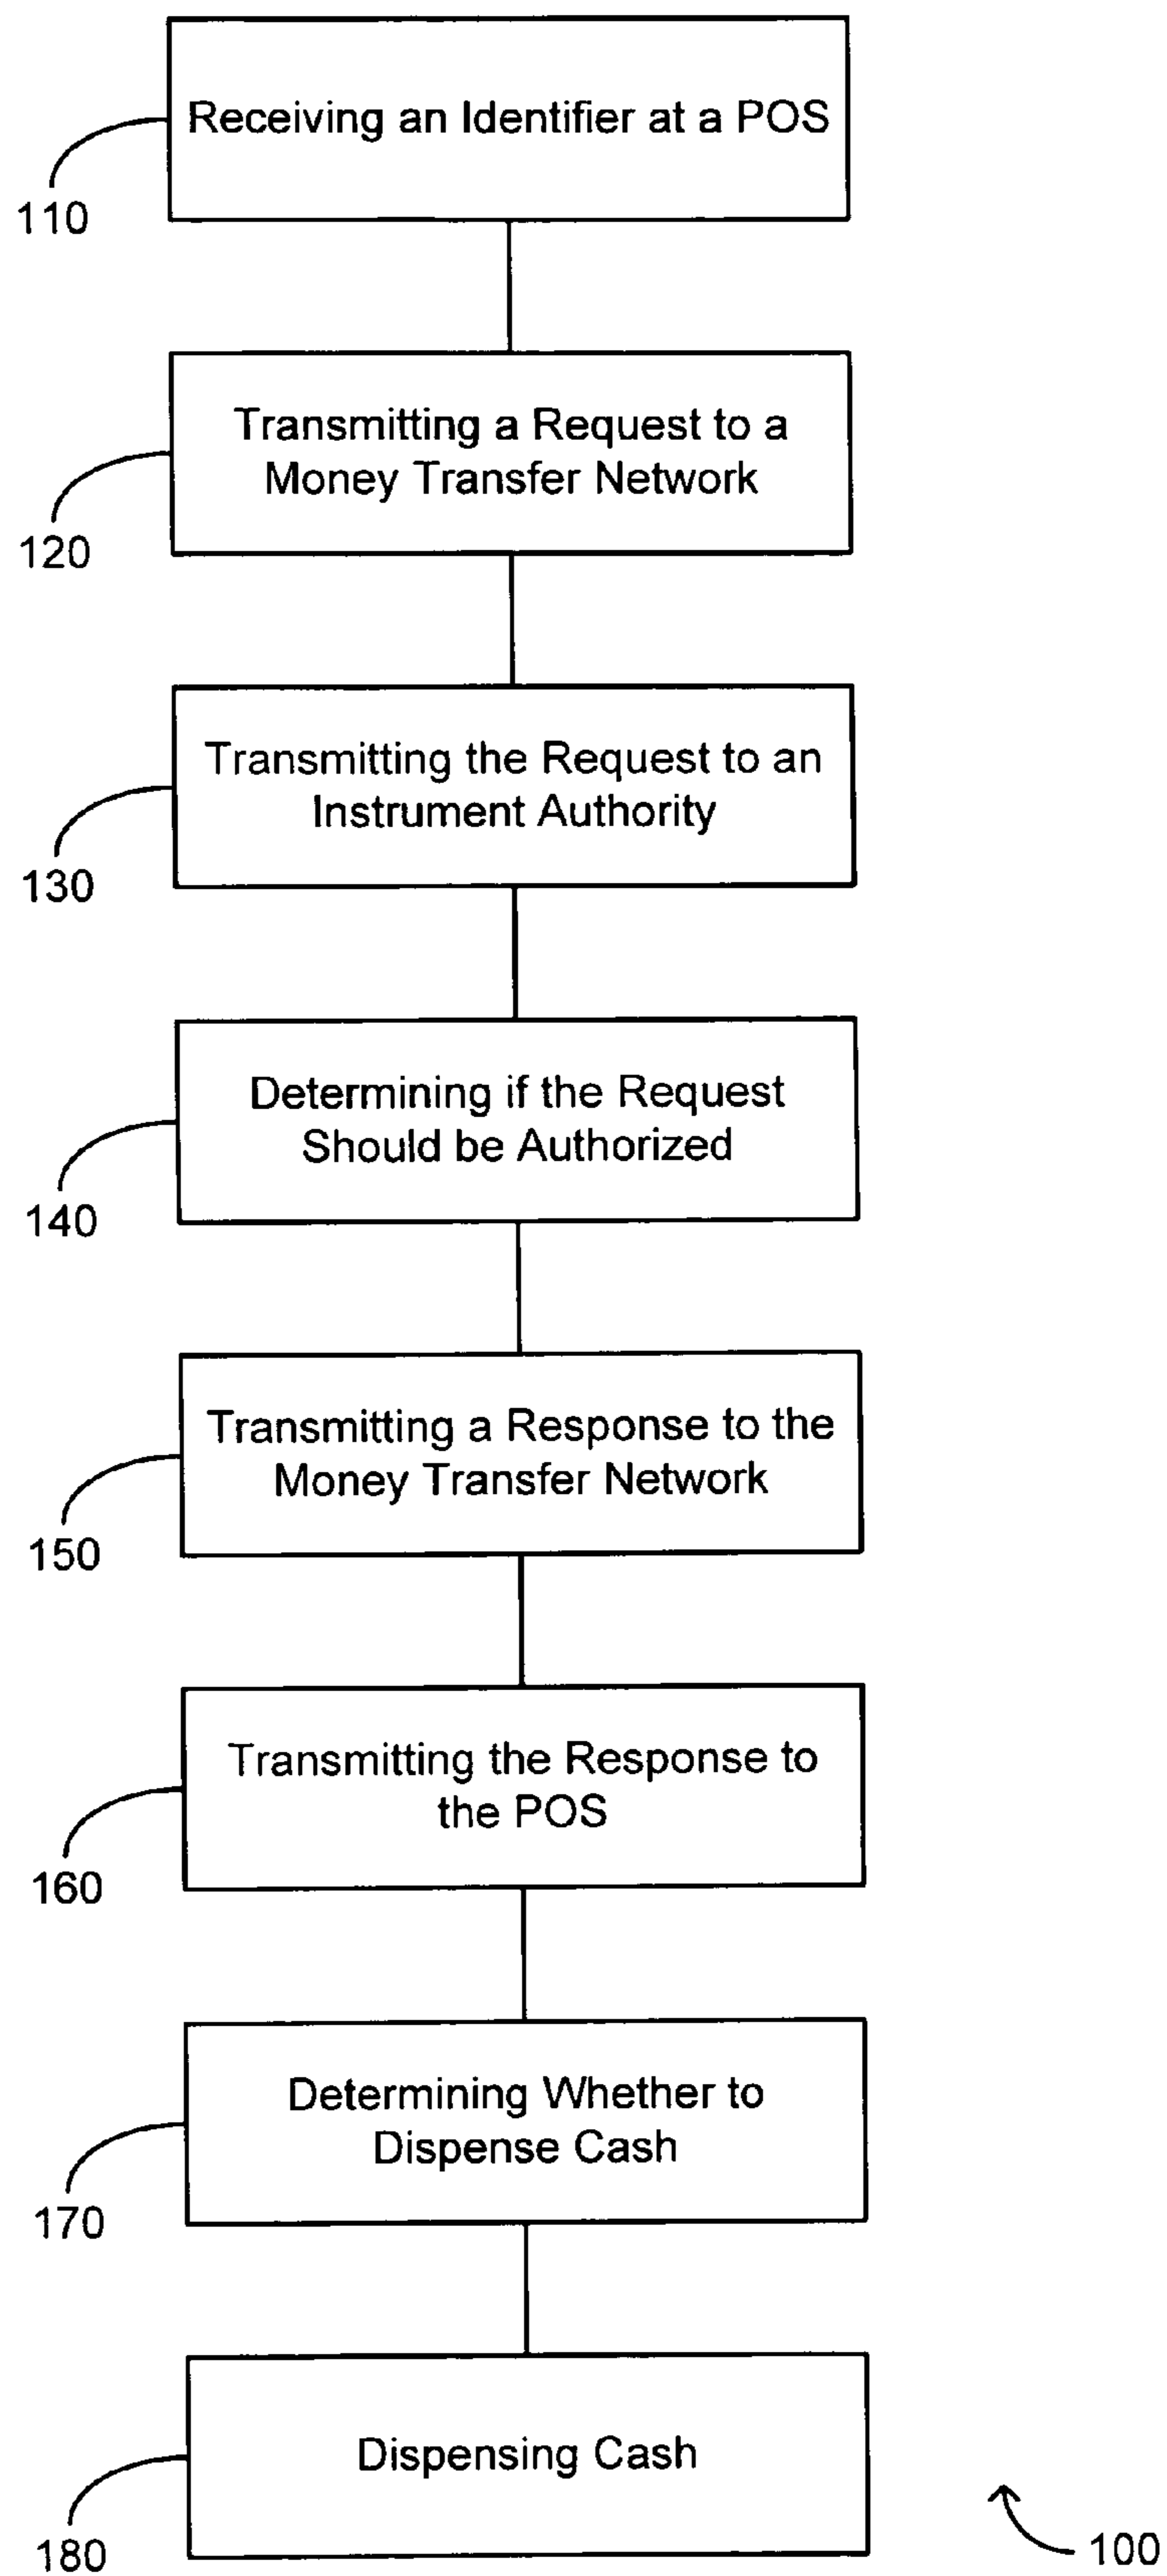 Receiving an Identifier at a POS
110
Transmitting a Request to a
Money Transfer Network
120
Transmitting the Request to an
Instrument Authority
130
Determining if the Request
Should be Authorized
140
Transmitting a Response to the
Money Transfer Network
150
Transmitting the Response to
the POS
160
Determining Whether to
Dispense Cash
170
Dispensing Cash
180
100